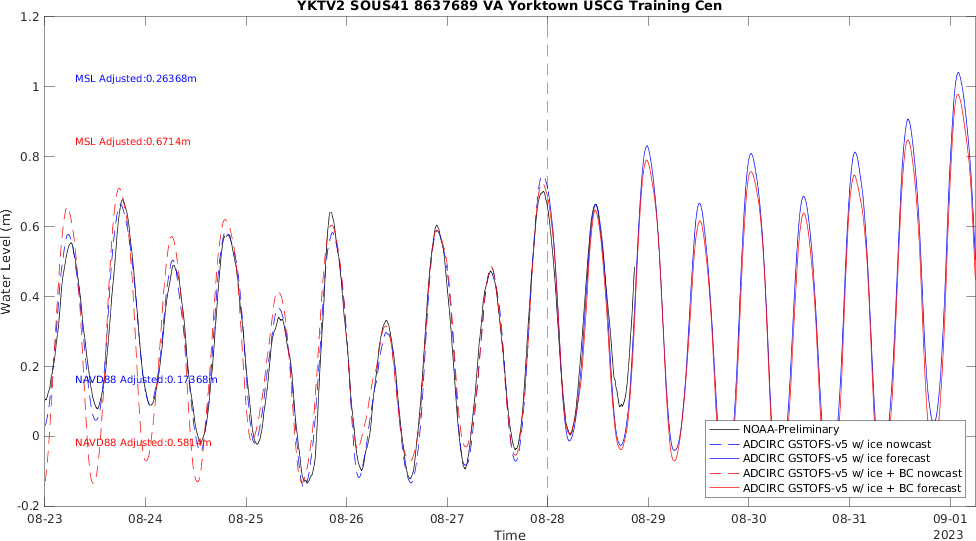 YKTV2 SOUS41 8637689 VA Yorktown USCG Training Cen
Water Level (m)
1.2
1
0.8
0.6
0.4
0.2
0
-0.2
MSL Adjusted:0.26368m
MSL Adjusted:0.6714m
NAVD88 Adjusted:0.17368m
NAVD88 Adjusted:0.5814m
NOAA-Preliminary
ADCIRC GSTOFS-v5 w/ ice nowcast
ADCIRC GSTOFS-v5 w/ ice forecast
ADCIRC GSTOFS-v5 w/ ice + BC nowcast
ADCIRC GSTOFS-v5 w/ ice + BC forecast
08-23 08-24 08-25 08-26 08-27 08-28 08-29 08-30 08-31 09-01
2023
Time